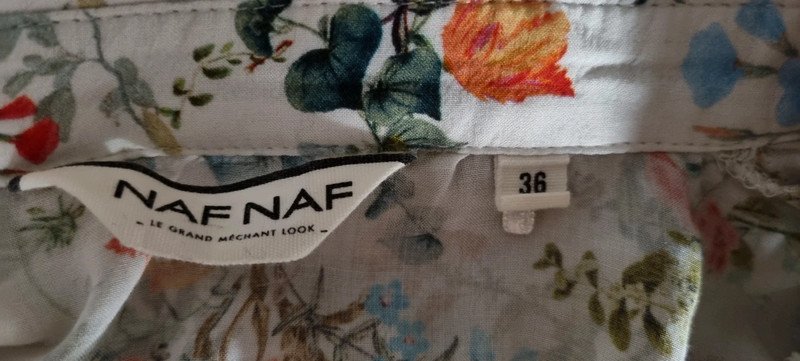 NAF NAF
- LE GRAND MéCHANT LOOK -
36